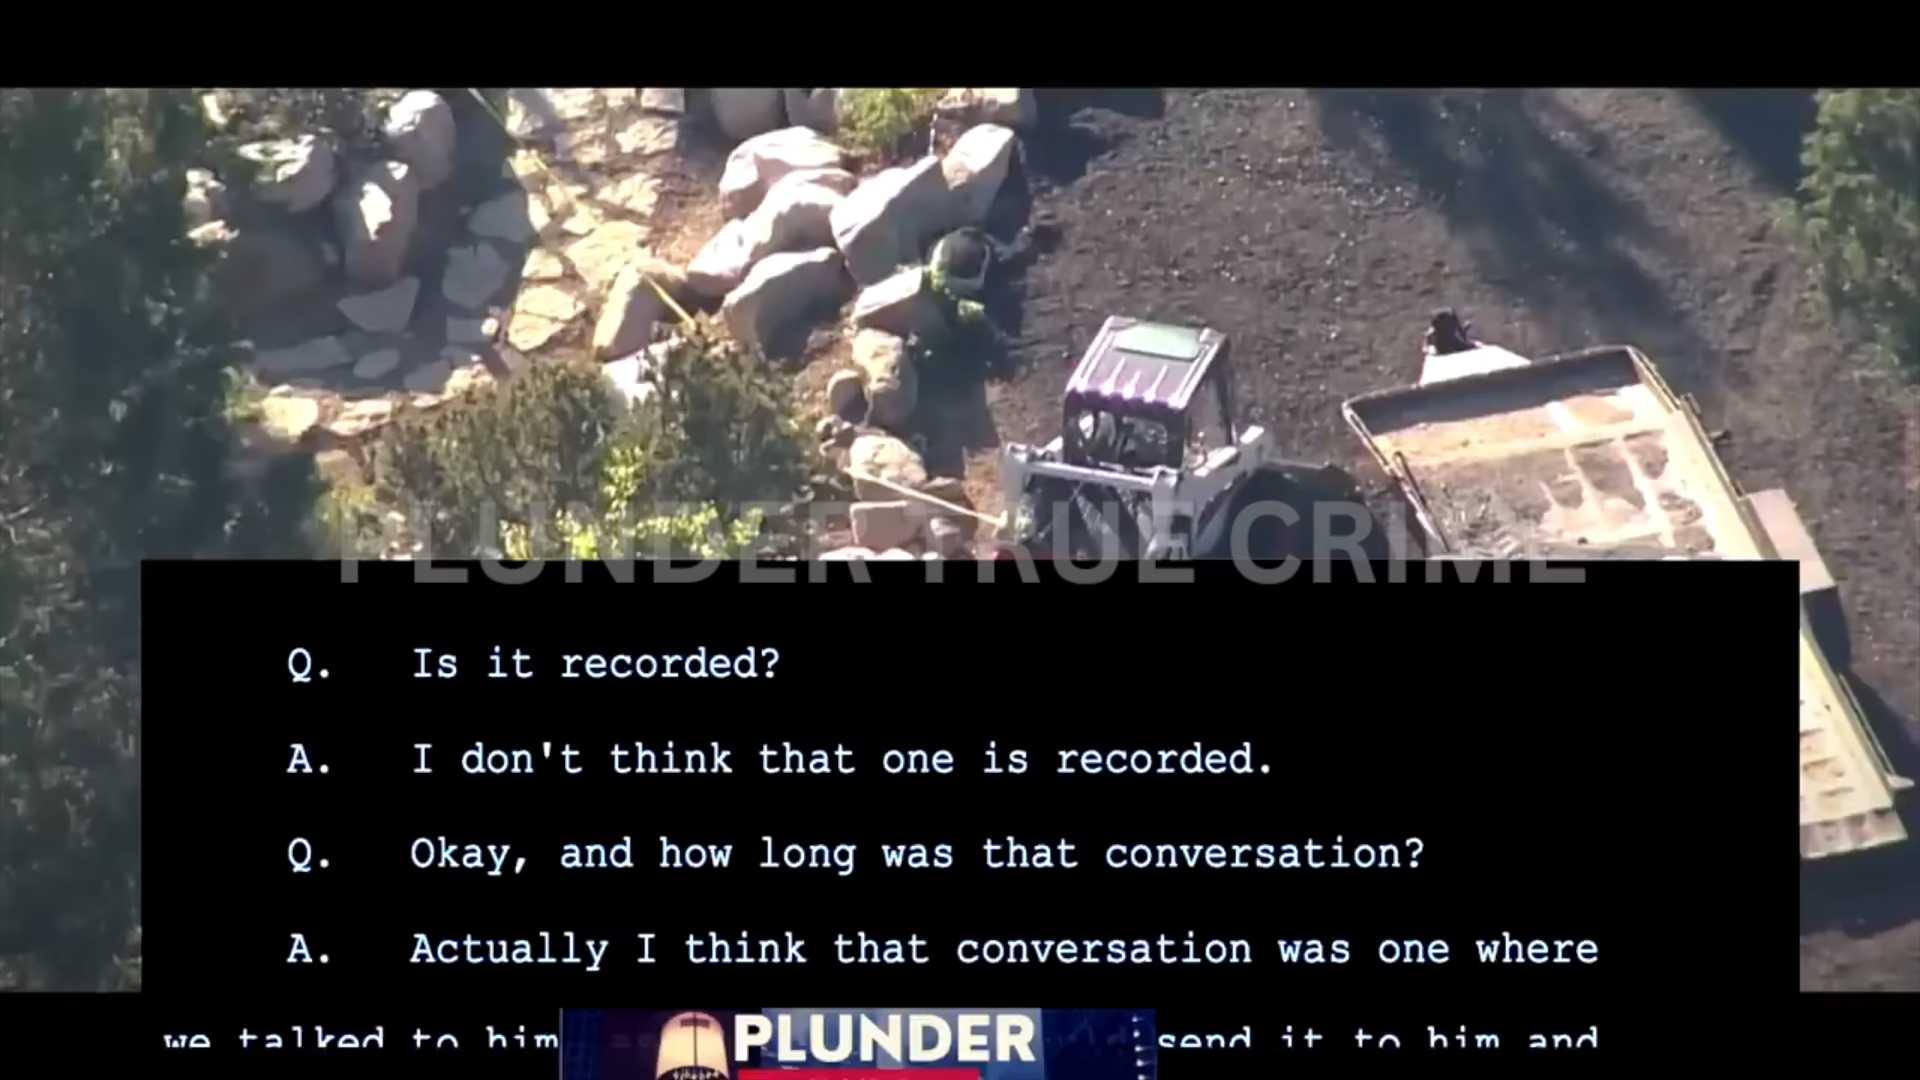 PLUNDER TRUE CRIME
Q. Is it recorded?
A. I don't think that one is recorded.
Q. Okay, and how long was that conversation?
A. Actually I think that conversation was one where
we talked to him send it to him and
PLUNDER